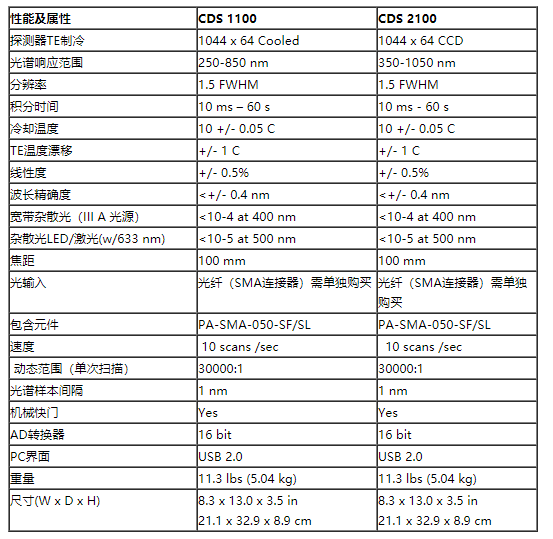 性能及属性 CDS 1100 CDS 2100
探测器TE制冷 1044 x 64 Cooled 1044 x 64 CCD
光谱响应范围 250-850 nm 350-1050 nm
分辨率 1.5 FWHM 1.5 FWHM
积分时间 10 ms – 60 s 10 ms - 60 s
冷却温度 10 +/- 0.05 C 10 +/- 0.05 C
TE温度漂移 +/- 1 C +/- 1 C
线性度 +/- 0.5% +/- 0.5%
波长精确度 <+/- 0.4 nm <+/- 0.4 nm
宽带杂散光（III A 光源） <10-4 at 400 nm <10-4 at 400 nm
杂散光LED/激光(w/633 nm) <10-5 at 500 nm <10-5 at 500 nm
焦距 100 mm 100 mm
光输入 光纤（SMA连接器）需单独购买 光纤（SMA连接器）需单独
购买
包含元件 PA-SMA-050-SF/SL PA-SMA-050-SF/SL
速度 10 scans /sec 10 scans /sec
动态范围（单次扫描） 30000:1 30000:1
光谱样本间隔 1 nm 1 nm
机械快门 Yes Yes
AD转换器 16 bit 16 bit
PC界面 USB 2.0 USB 2.0
重量 11.3 lbs (5.04 kg) 11.3 lbs (5.04 kg)
尺寸(W x D x H) 8.3 x 13.0 x 3.5 in 8.3 x 13.0 x 3.5 in
21.1 x 32.9 x 8.9 cm 21.1 x 32.9 x 8.9 cm